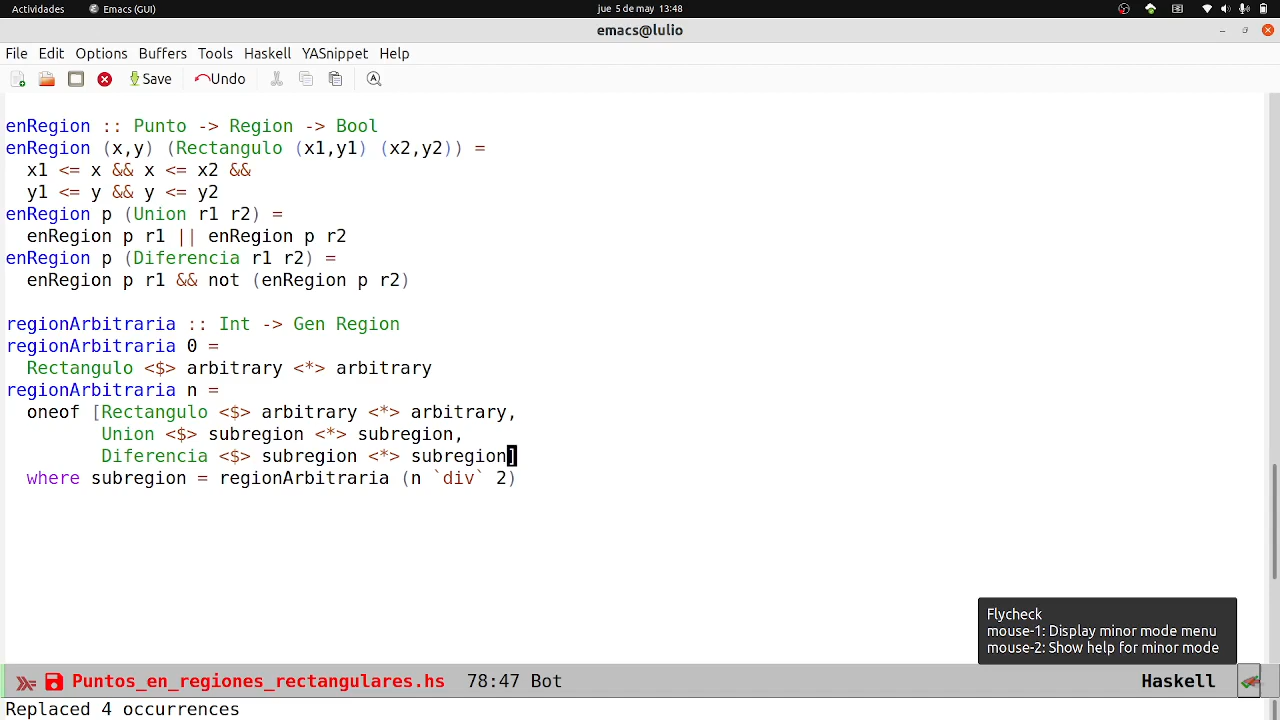 Actividades Emacs (GUI) jue 5 de may 13:48
emacs@lulio
File Edit Options Buffers Tools Haskell YASnippet Help
Save Undo
enRegion :: Punto -> Region -> Bool
enRegion (x,y) (Rectangulo (x1,y1) (x2,y2)) =
  x1 <= x && x <= x2 &&
  y1 <= y && y <= y2
enRegion p (Union r1 r2) =
  enRegion p r1 || enRegion p r2
enRegion p (Diferencia r1 r2) =
  enRegion p r1 && not (enRegion p r2)
regionArbitraria :: Int -> Gen Region
regionArbitraria 0 =
  Rectangulo <$> arbitrary <*> arbitrary
regionArbitraria n =
  oneof [Rectangulo <$> arbitrary <*> arbitrary,
         Union <$> subregion <*> subregion,
         Diferencia <$> subregion <*> subregion]
  where subregion = regionArbitraria (n `div` 2)
Flycheck
mouse-1: Display minor mode menu
mouse-2: Show help for minor mode
Puntos_en_regiones_rectangulares.hs 78:47 Bot Haskell
Replaced 4 occurrences